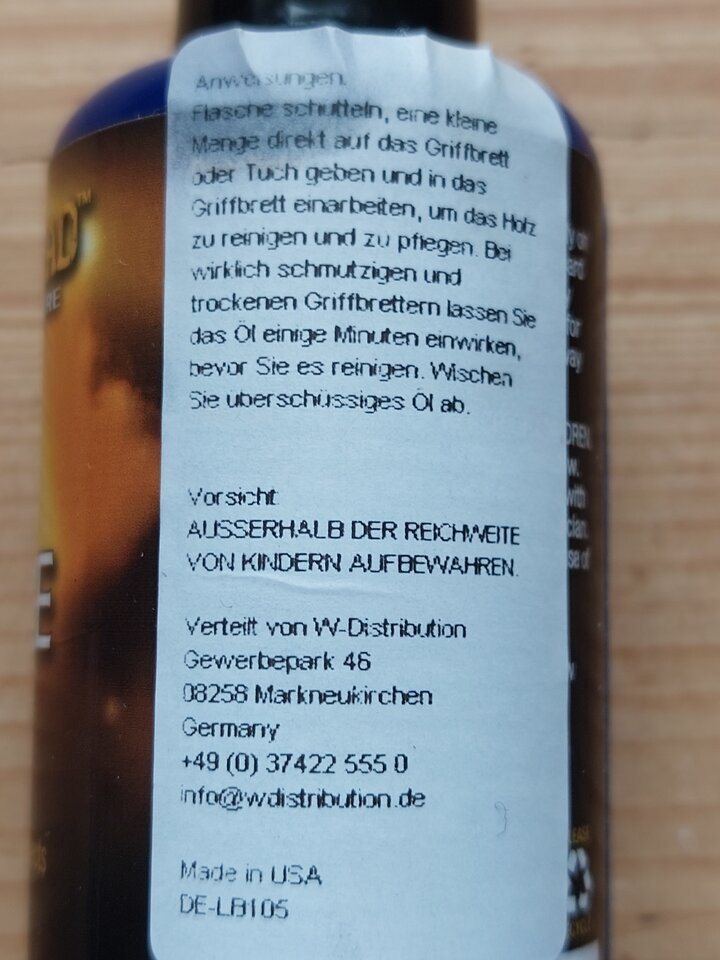 Anweisungen.
Flasche schutteln, eine kleine
Menge direkt auf das Griffbrett
oder Tuch geben und in das
Griffbrett einarbeiten, um das Holz
zu reinigen und zu pflegen. Bei
wirklich schmutzigen und
trockenen Griffbrettern lassen Sie
das Öl einige Minuten einwirken,
bevor Sie es reinigen. Wischen
Sie uberschüssiges Öl ab.
Vorsicht
AUSSERHALB DER REICHWEITE
VON KINDERN AUFBEWAHREN.
Verteilt von W-Distribution
Gewerbepark 46
08258 Markneukirchen
Germany
+49 (0) 37422 555 0
info@wdistribution.de
Made in USA
DE-LB105